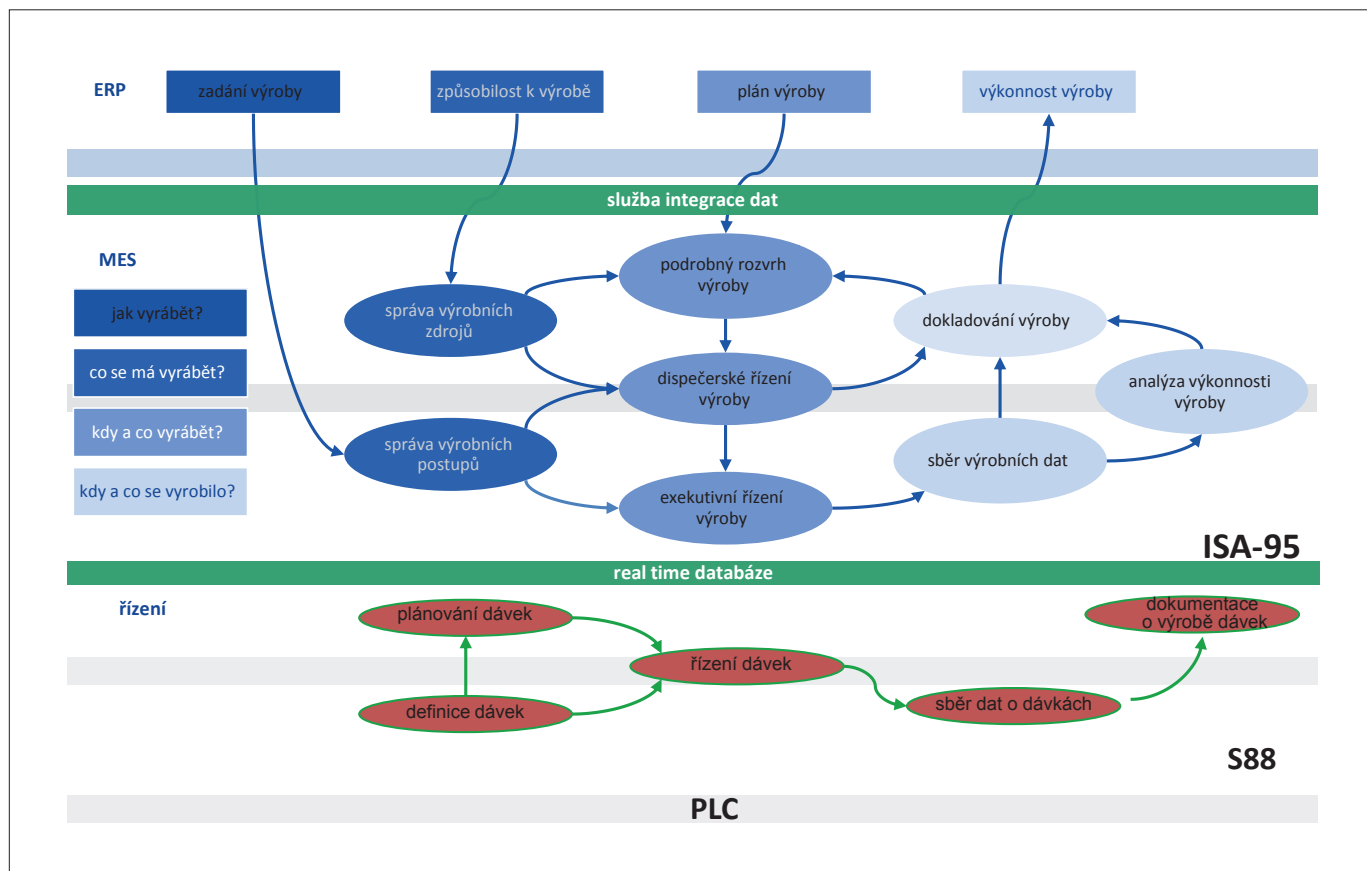 ERP
zadání výroby
způsobilost k výrobě
plán výroby
výkonnost výroby
služba integrace dat
MES
jak vyrábět?
co se má vyrábět?
kdy a co vyrábět?
kdy a co se vyrobilo?
správa výrobních
zdrojů
správa výrobních
postupů
podrobný rozvrh
výroby
dispečerské řízení
výroby
exekutivní řízení
výroby
dokladování výroby
sběr výrobních dat
analýza výkonnosti
výroby
ISA-95
real time databáze
řízení
plánování dávek
definice dávek
řízení dávek
sběr dat o dávkách
dokumentace
o výrobě dávek
S88
PLC